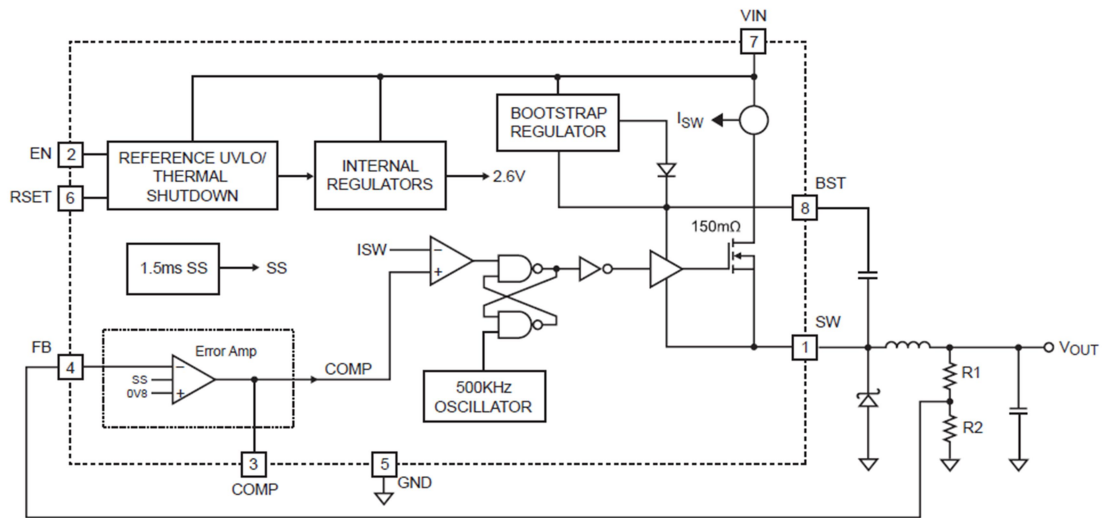 VIN
7
BOOTSTRAP
REGULATOR
ISW
EN
2
REFERENCE UVLO/
THERMAL
SHUTDOWN
INTERNAL
REGULATORS
2.6V
RSET
6
BST
8
150mΩ
1.5ms SS
SS
ISW
−
+
SW
1
FB
4
Error Amp
−
SS
0V8
+
COMP
500KHz
OSCILLATOR
VOUT
R1
R2
3
COMP
5
GND